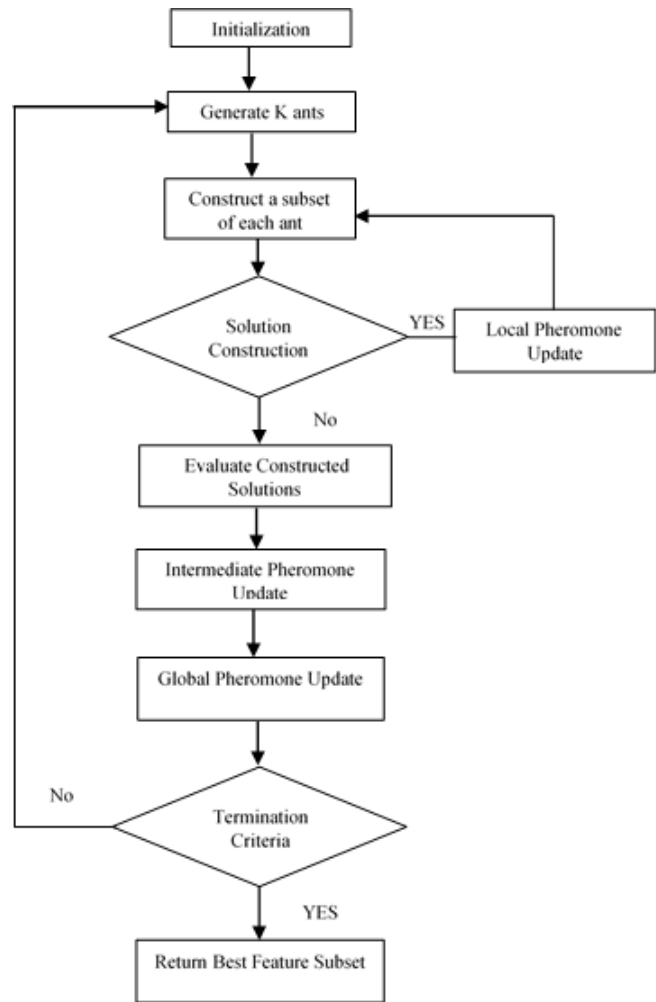 Initialization
Generate K ants
Construct a subset
of each ant
Solution
Construction
YES
Local Pheromone
Update
No
Evaluate Constructed
Solutions
Intermediate Pheromone
Update
Global Pheromone Update
No
Termination
Criteria
YES
Return Best Feature Subset